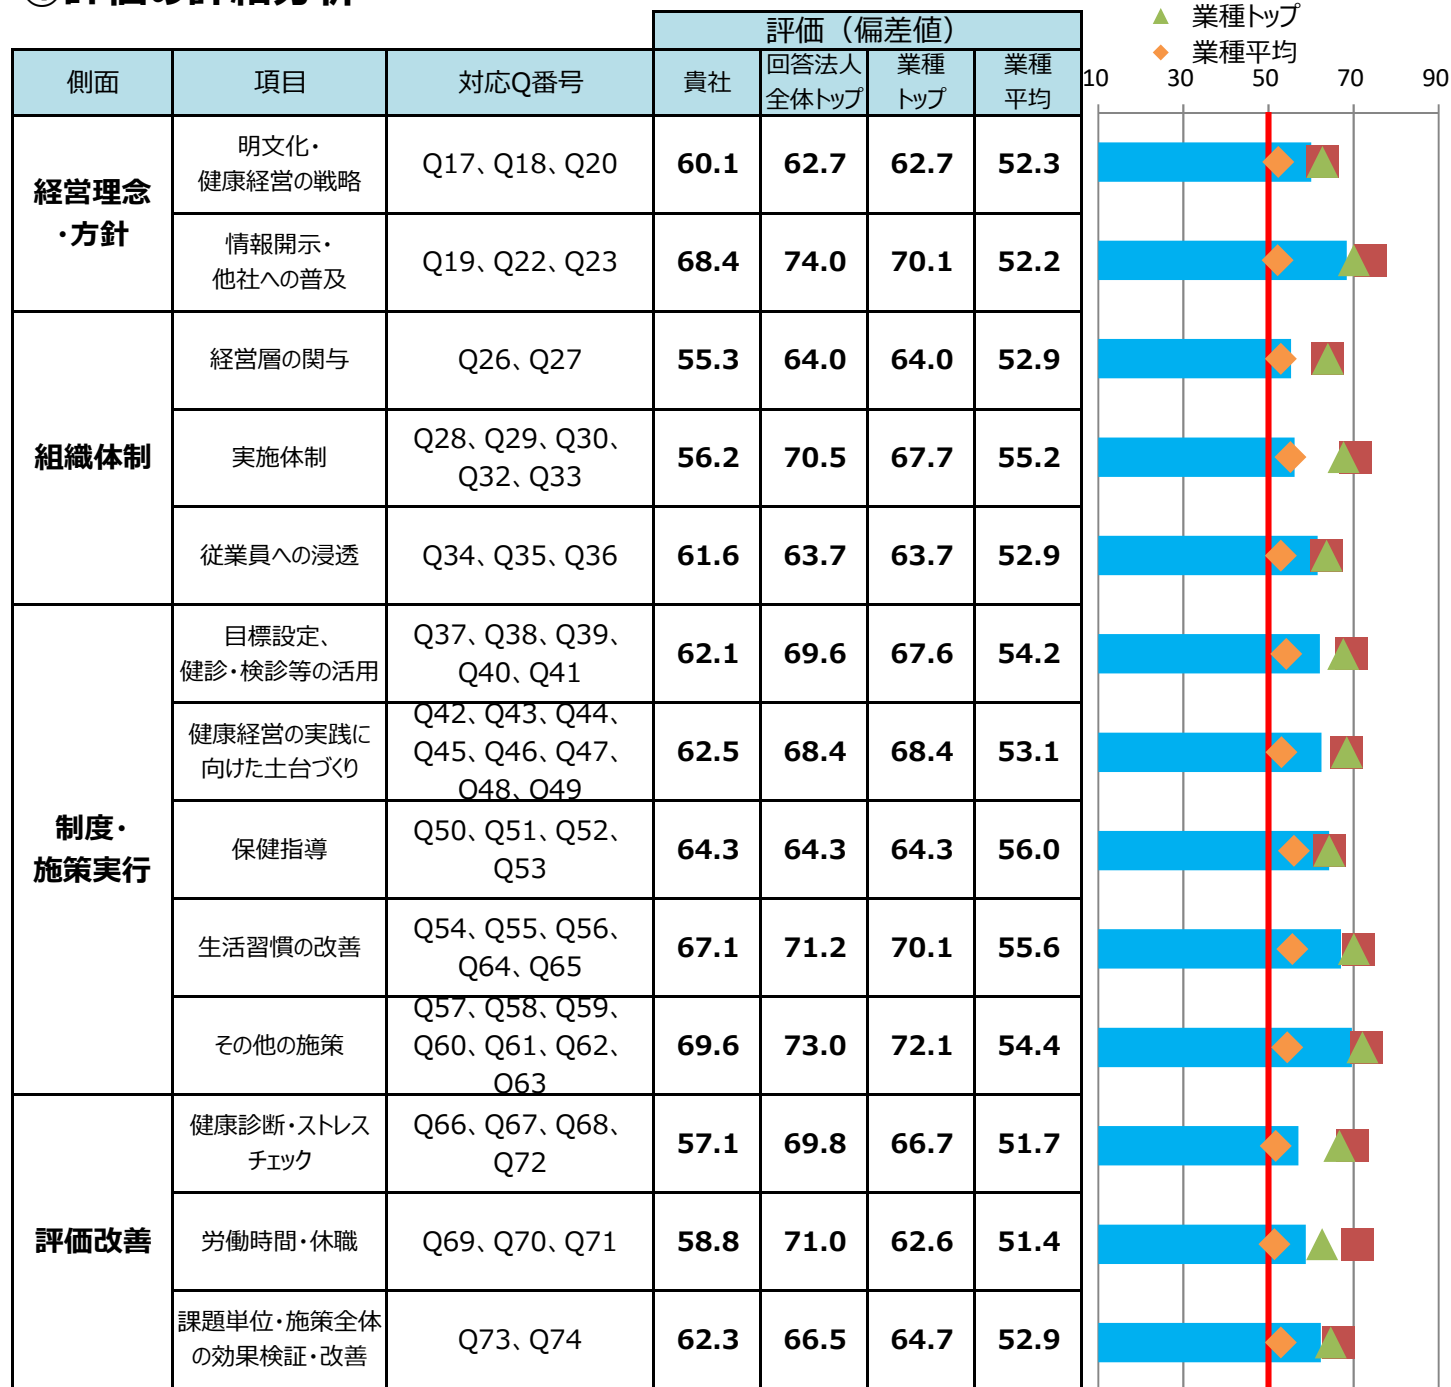 ①評価の詳細分析
▲ 業種トップ
◆ 業種平均
評価（偏差値）
側面 項目 対応Q番号 貴社 回答法人 業種 業種
全体トップ トップ 平均
10 30 50 70 90
経営理念
・方針
明文化・
健康経営の戦略
Q17、Q18、Q20 60.1 62.7 62.7 52.3
情報開示・
他社への普及
Q19、Q22、Q23 68.4 74.0 70.1 52.2
組織体制
経営層の関与 Q26、Q27 55.3 64.0 64.0 52.9
実施体制
Q28、Q29、Q30、
Q32、Q33
56.2 70.5 67.7 55.2
従業員への浸透 Q34、Q35、Q36 61.6 63.7 63.7 52.9
制度・
施策実行
目標設定、
健診・検診等の活用
Q37、Q38、Q39、
Q40、Q41
62.1 69.6 67.6 54.2
健康経営の実践に
向けた土台づくり
Q42、Q43、Q44、
Q45、Q46、Q47、
Q48、Q49
62.5 68.4 68.4 53.1
保健指導
Q50、Q51、Q52、
Q53
64.3 64.3 64.3 56.0
生活習慣の改善
Q54、Q55、Q56、
Q64、Q65
67.1 71.2 70.1 55.6
その他の施策
Q57、Q58、Q59、
Q60、Q61、Q62、
Q63
69.6 73.0 72.1 54.4
評価改善
健康診断・ストレス
チェック
Q66、Q67、Q68、
Q72
57.1 69.8 66.7 51.7
労働時間・休職 Q69、Q70、Q71 58.8 71.0 62.6 51.4
課題単位・施策全体
の効果検証・改善
Q73、Q74 62.3 66.5 64.7 52.9